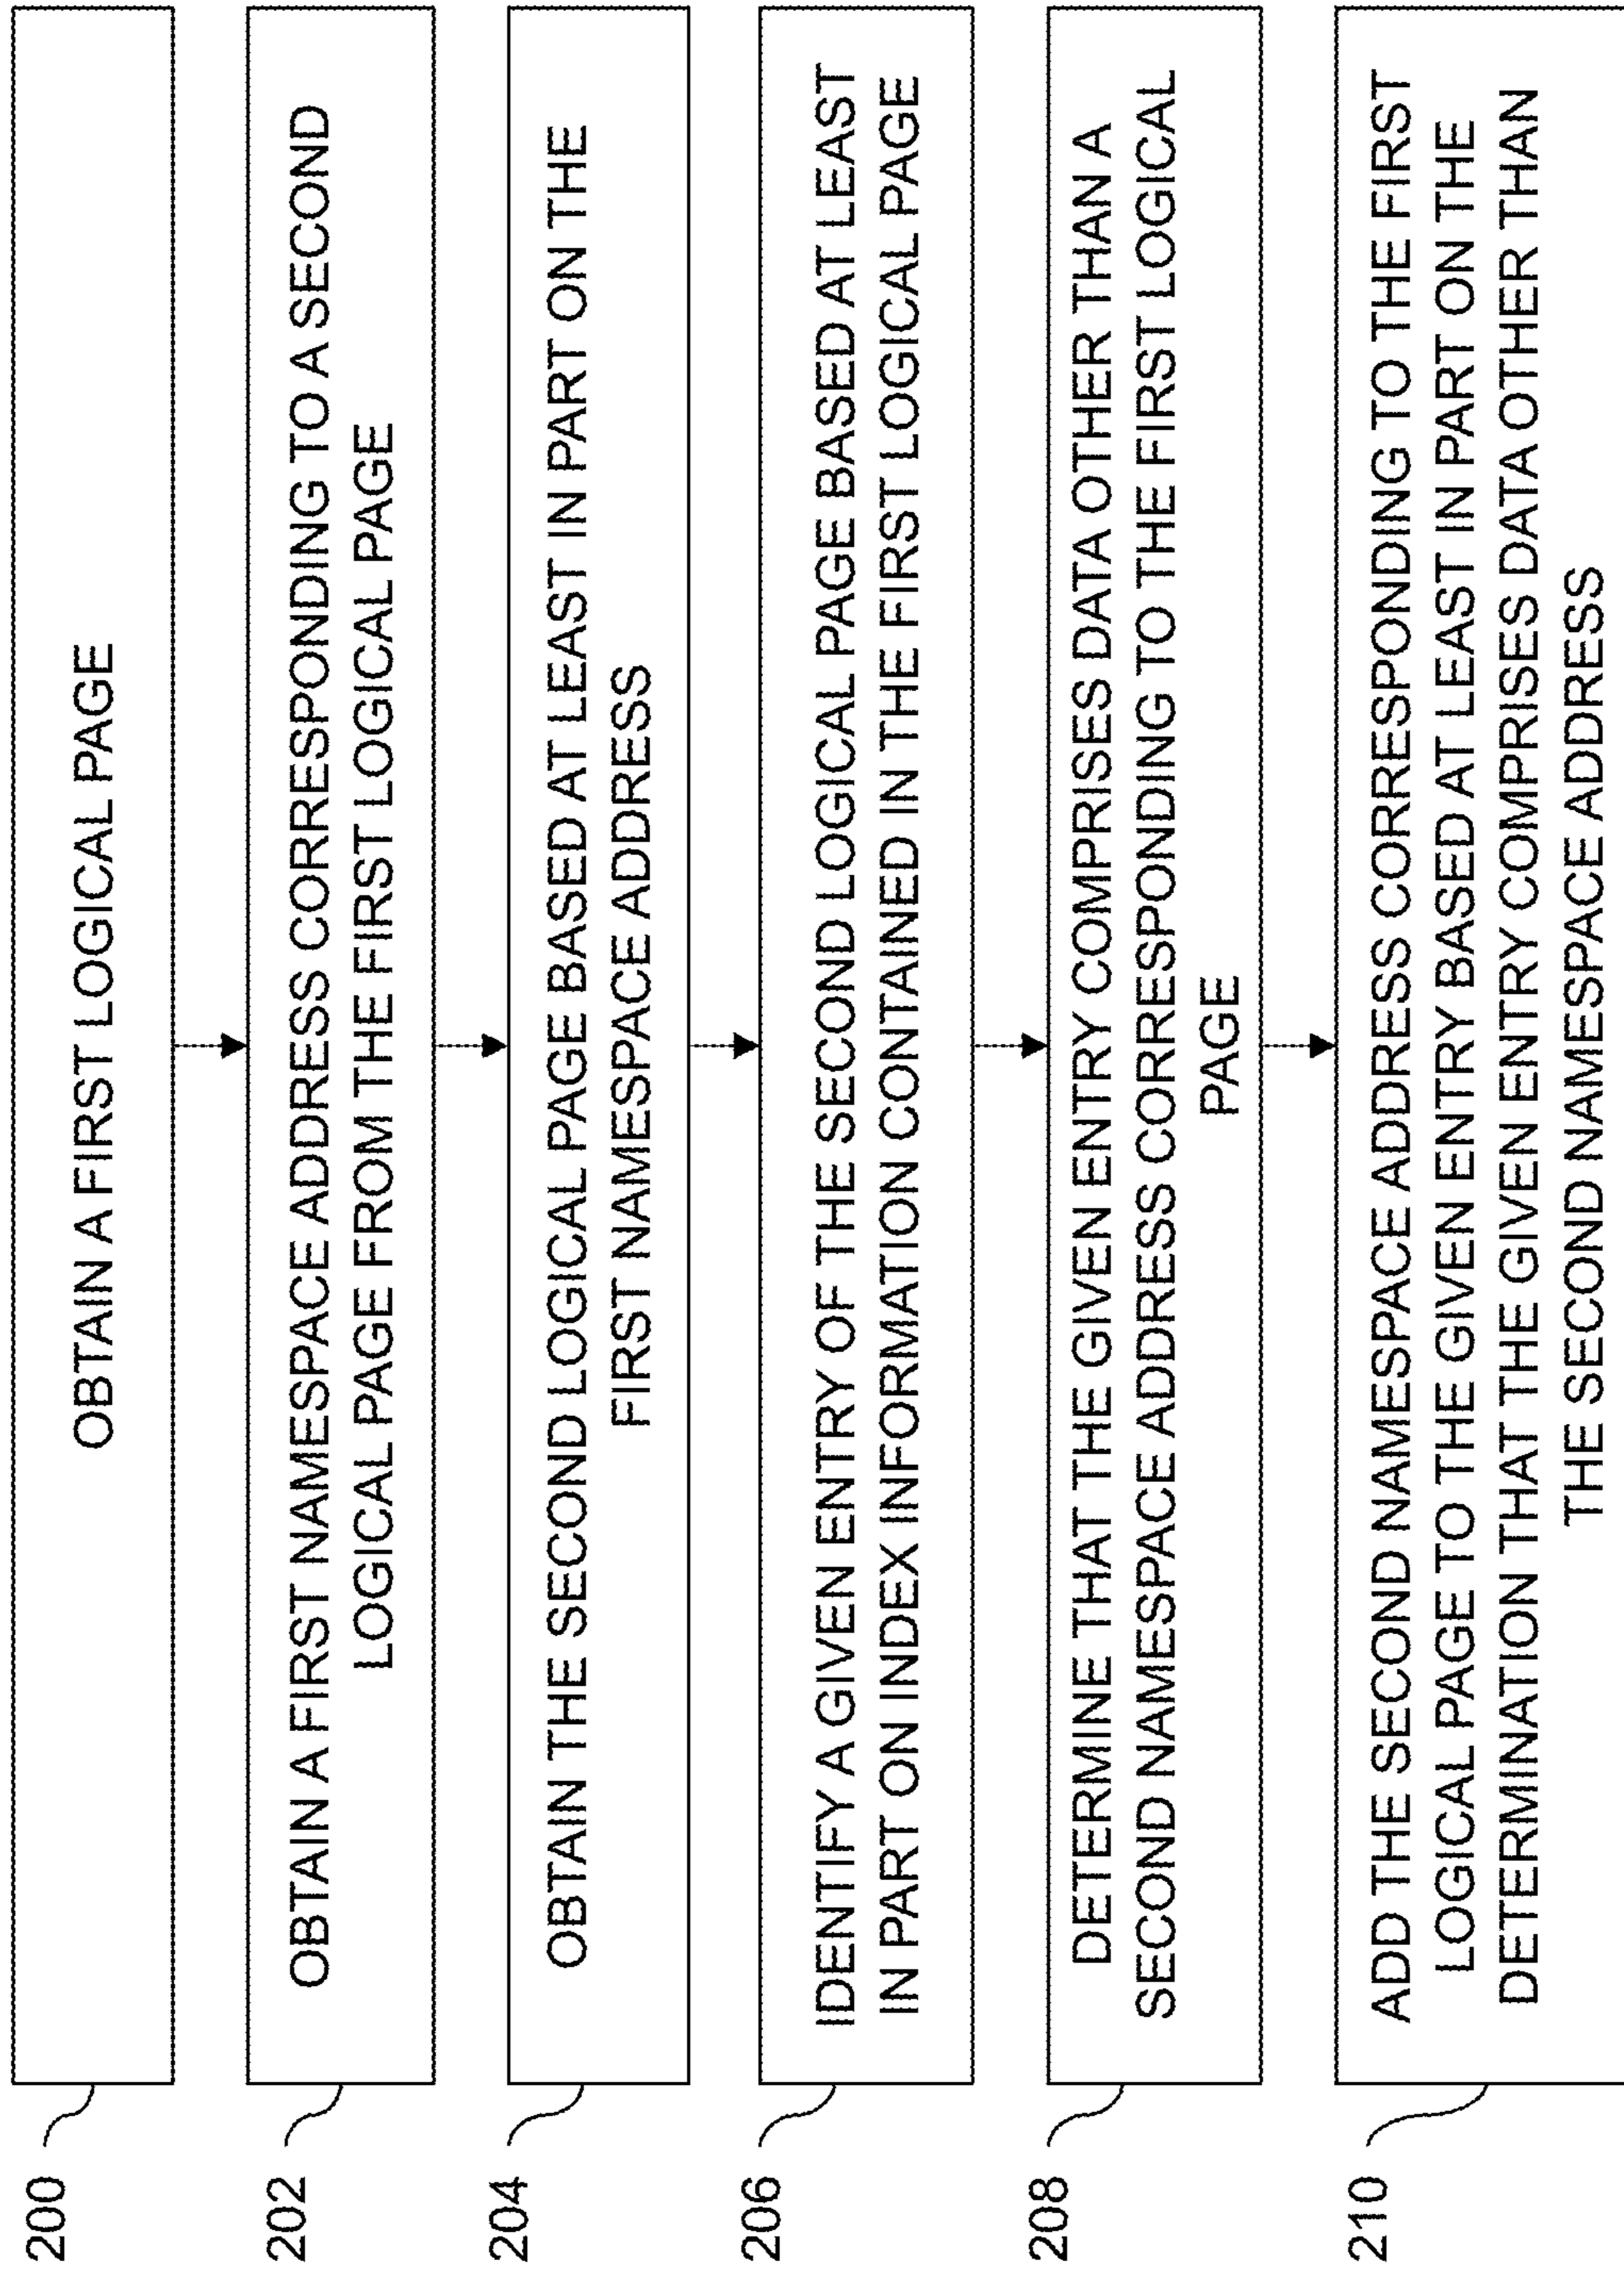 200
OBTAIN A FIRST LOGICAL PAGE
202
OBTAIN A FIRST NAMESPACE ADDRESS CORRESPONDING TO A SECOND
LOGICAL PAGE FROM THE FIRST LOGICAL PAGE
204
OBTAIN THE SECOND LOGICAL PAGE BASED AT LEAST IN PART ON THE
FIRST NAMESPACE ADDRESS
206
IDENTIFY A GIVEN ENTRY OF THE SECOND LOGICAL PAGE BASED AT LEAST
IN PART ON INDEX INFORMATION CONTAINED IN THE FIRST LOGICAL PAGE
208
DETERMINE THAT THE GIVEN ENTRY COMPRISES DATA OTHER THAN A
SECOND NAMESPACE ADDRESS CORRESPONDING TO THE FIRST LOGICAL
PAGE
210
ADD THE SECOND NAMESPACE ADDRESS CORRESPONDING TO THE FIRST
LOGICAL PAGE TO THE GIVEN ENTRY BASED AT LEAST IN PART ON THE
DETERMINATION THAT THE GIVEN ENTRY COMPRISES DATA OTHER THAN
THE SECOND NAMESPACE ADDRESS